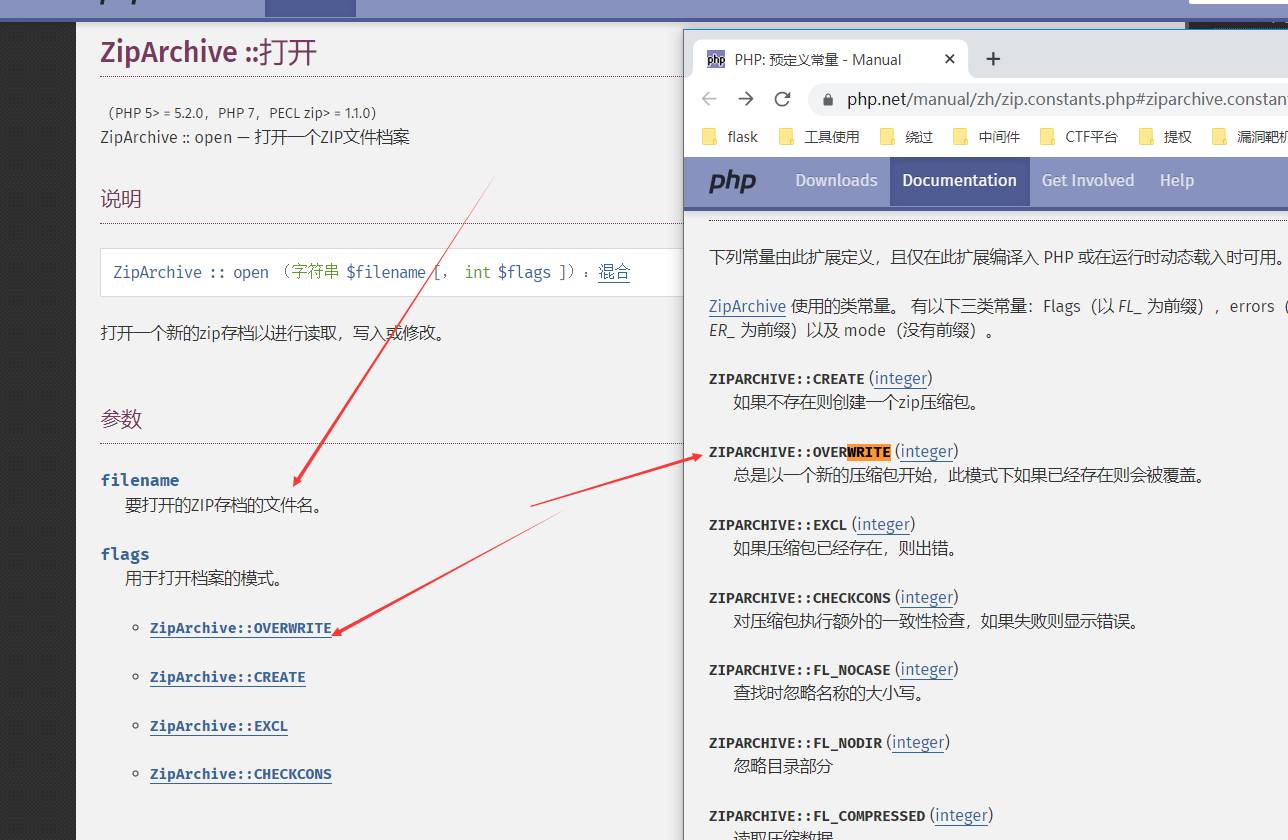 ZipArchive ::打开
（PHP 5> = 5.2.0，PHP 7，PECL zip> = 1.1.0）
ZipArchive :: open — 打开一个ZIP文件档案
说明
ZipArchive :: open （字符串 $filename [， int $flags ]）：混合
打开一个新的zip存档以进行读取，写入或修改。
参数
filename
要打开的ZIP存档的文件名。
flags
用于打开档案的模式。
ZipArchive::OVERWRITE
ZipArchive::CREATE
ZipArchive::EXCL
ZipArchive::CHECKCONS
php PHP: 预定义常量 - Manual
php.net/manual/zh/zip.constants.php#ziparchive.constan
flask 工具使用 绕过 中间件 CTF平台 提权 漏洞靶机
php Downloads Documentation Get Involved Help
下列常量由此扩展定义，且仅在此扩展编译入 PHP 或在运行时动态载入时可用。
ZipArchive 使用的类常量。 有以下三类常量：Flags（以 FL_ 为前缀），errors（
ER_ 为前缀）以及 mode（没有前缀）。
ZIPARCHIVE::CREATE (integer)
如果不存在则创建一个zip压缩包。
ZIPARCHIVE::OVERWRITE (integer)
总是以一个新的压缩包开始，此模式下如果已经存在则会被覆盖。
ZIPARCHIVE::EXCL (integer)
如果压缩包已经存在，则出错。
ZIPARCHIVE::CHECKCONS (integer)
对压缩包执行额外的一致性检查，如果失败则显示错误。
ZIPARCHIVE::FL_NOCASE (integer)
查找时忽略名称的大小写。
ZIPARCHIVE::FL_NODIR (integer)
忽略目录部分
ZIPARCHIVE::FL_COMPRESSED (integer)
读取压缩数据